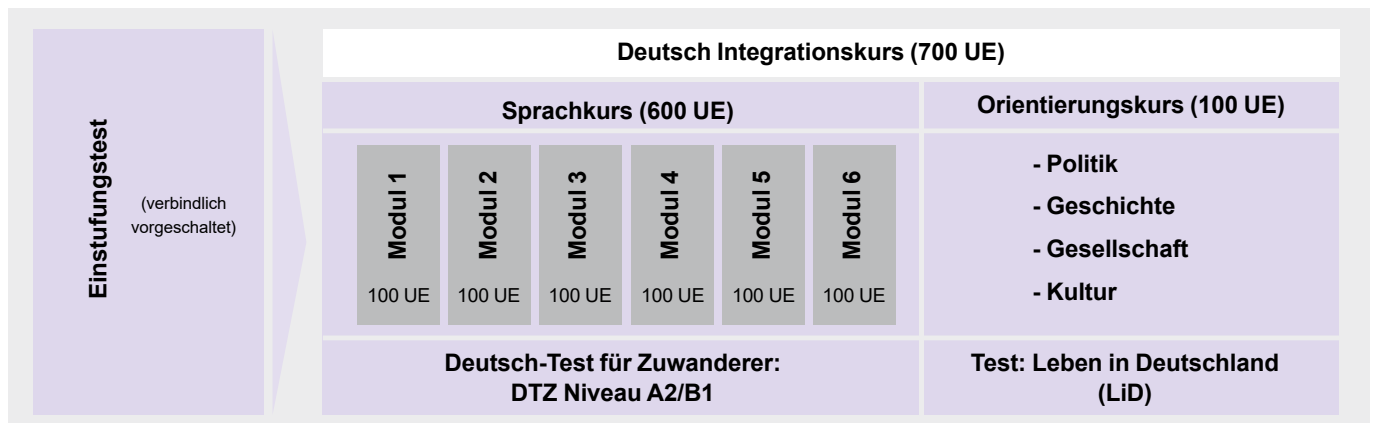 Einstufungstest
(verbindlich
vorgeschaltet)
Deutsch Integrationskurs (700 UE)
Sprachkurs (600 UE)
Modul 1
100 UE
Modul 2
100 UE
Modul 3
100 UE
Modul 4
100 UE
Modul 5
100 UE
Modul 6
100 UE
Deutsch-Test für Zuwanderer:
DTZ Niveau A2/B1
Orientierungskurs (100 UE)
- Politik
- Geschichte
- Gesellschaft
- Kultur
Test: Leben in Deutschland
(LiD)